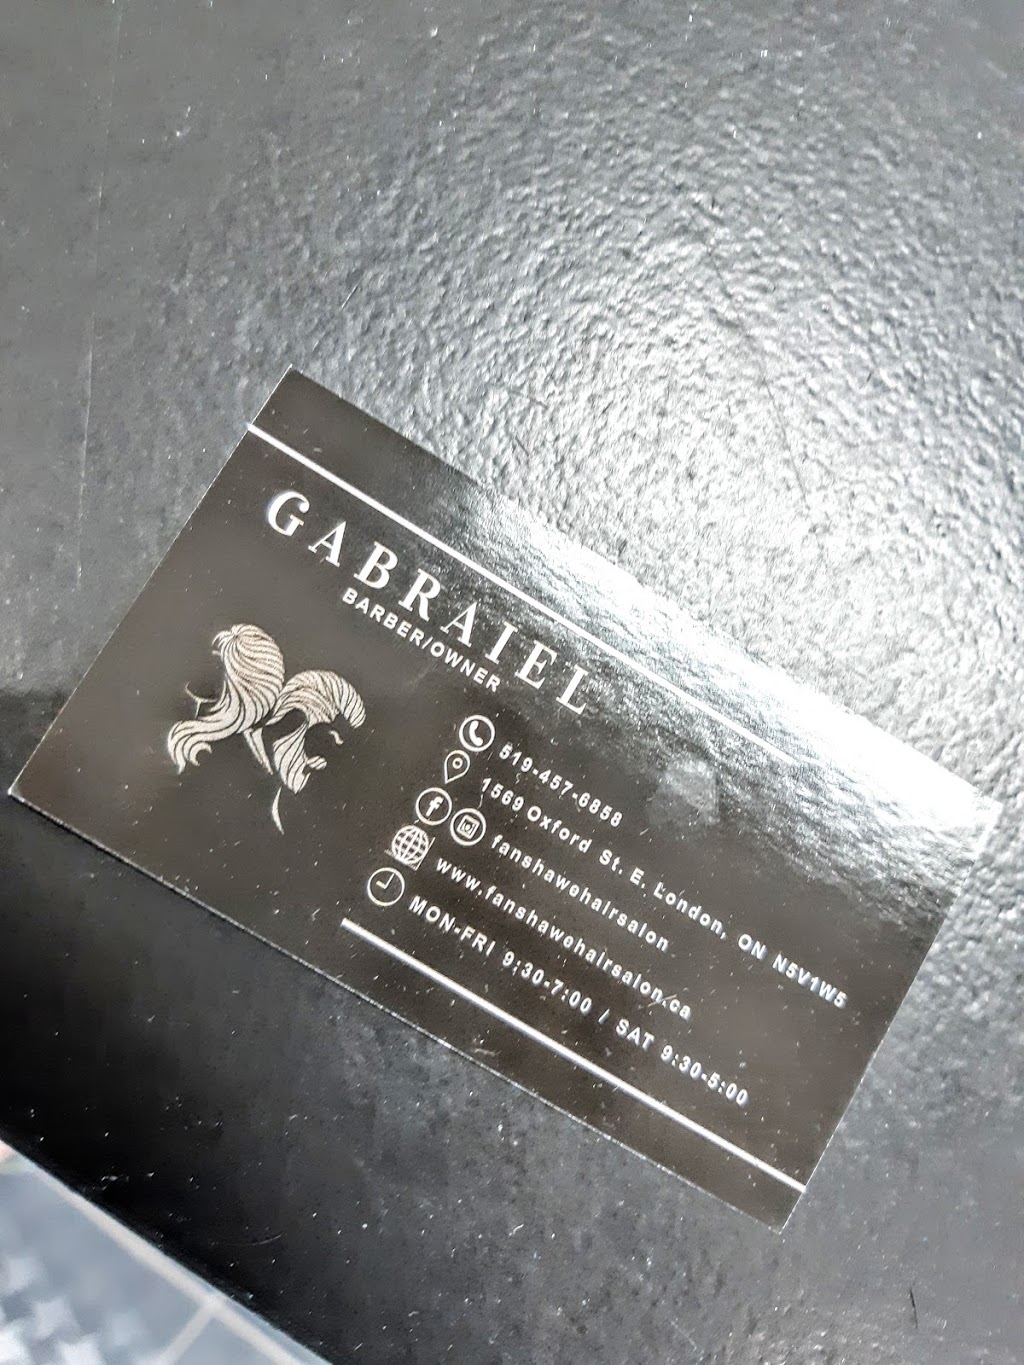 GABRAIEL
BARBER/OWNER
519-457-6858
1569 Oxford St. E. London, ON N5V1W5
fanshawehairsalon
www.fanshawehairsalon.ca
MON-FRI 9:30-7:00 / SAT 9:30-5:00